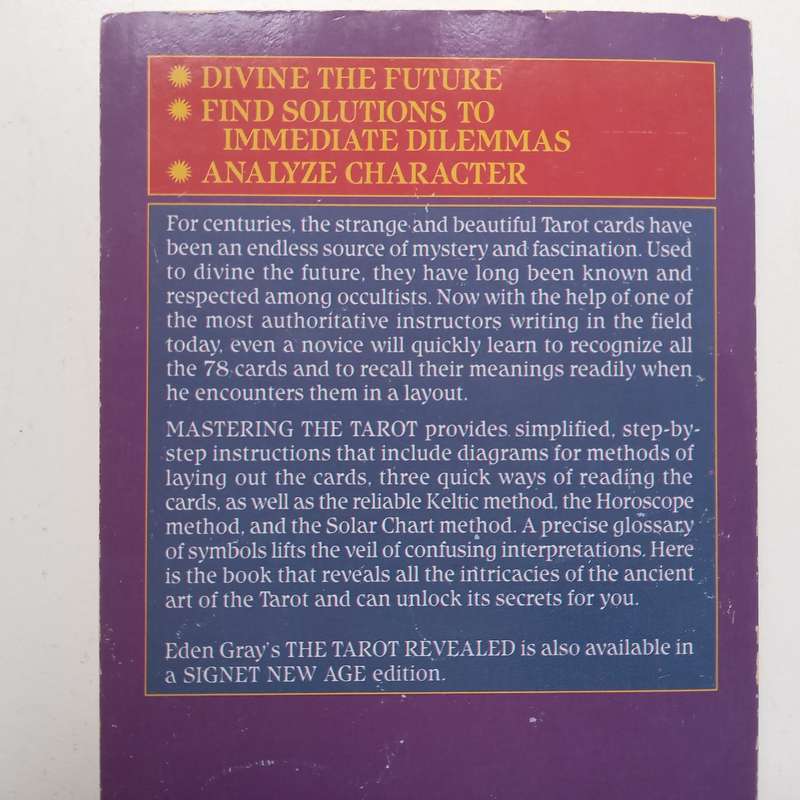 DIVINE THE FUTURE
FIND SOLUTIONS TO
IMMEDIATE DILEMMAS
ANALYZE CHARACTER
For centuries, the strange and beautiful Tarot cards have
been an endless source of mystery and fascination. Used
to divine the future, they have long been known and
respected among occultists. Now with the help of one of
the most authoritative instructors writing in the field
today, even a novice will quickly learn to recognize all
the 78 cards and to recall their meanings readily when
he encounters them in a layout.
MASTERING THE TAROT provides simplified, step-by-
step instructions that include diagrams for methods of
laying out the cards, three quick ways of reading the
cards, as well as the reliable Keltic method, the Horoscope
method, and the Solar Chart method. A precise glossary
of symbols lifts the veil of confusing interpretations. Here
is the book that reveals all the intricacies of the ancient
art of the Tarot and can unlock its secrets for you.
Eden Gray's THE TAROT REVEALED is also available in
a SIGNET NEW AGE edition.